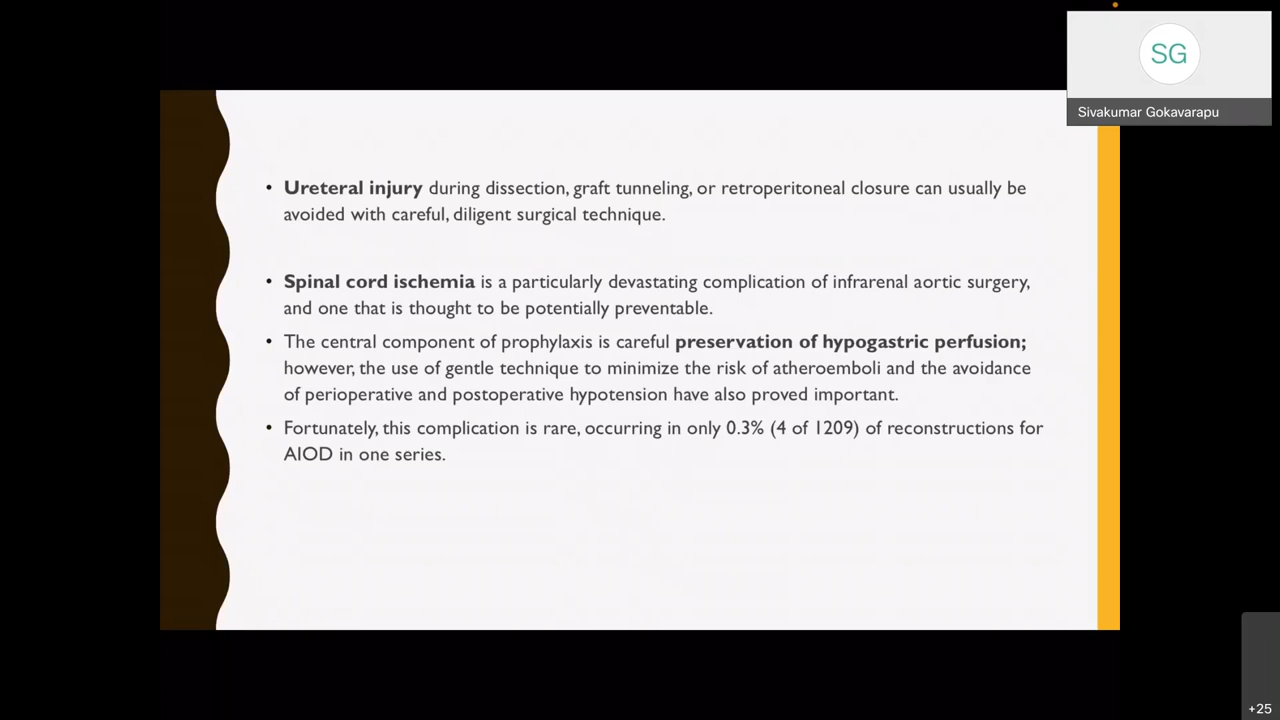 SG
Sivakumar Gokavarapu
• Ureteral injury during dissection, graft tunneling, or retroperitoneal closure can usually be
avoided with careful, diligent surgical technique.
• Spinal cord ischemia is a particularly devastating complication of infrarenal aortic surgery,
and one that is thought to be potentially preventable.
• The central component of prophylaxis is careful preservation of hypogastric perfusion;
however, the use of gentle technique to minimize the risk of atheroemboli and the avoidance
of perioperative and postoperative hypotension have also proved important.
• Fortunately, this complication is rare, occurring in only 0.3% (4 of 1209) of reconstructions for
AIOD in one series.
+25